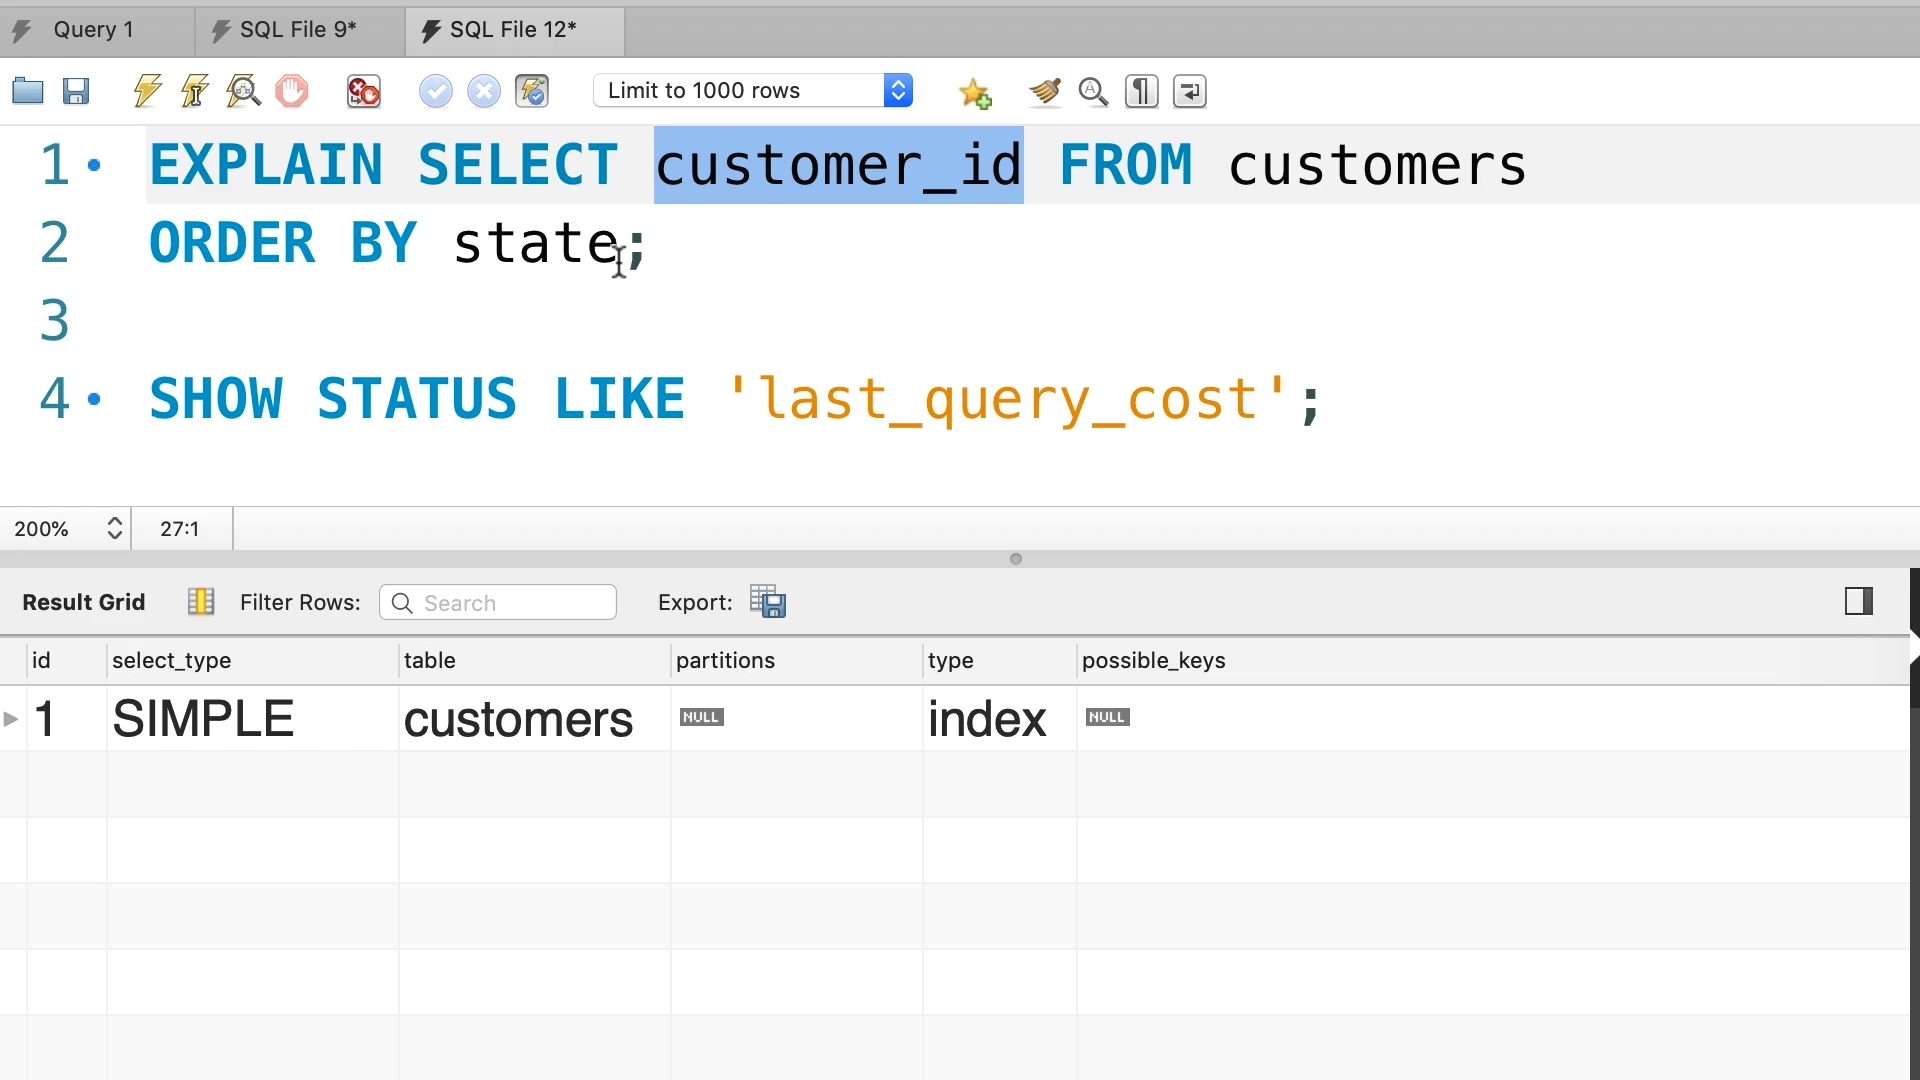 Query 1 SQL File 9* SQL File 12*
Limit to 1000 rows
1 EXPLAIN SELECT customer_id FROM customers
2 ORDER BY state;
3
4 SHOW STATUS LIKE 'last_query_cost';
200% 27:1
Result Grid Filter Rows: Search Export:
id select_type table partitions type possible_keys
1 SIMPLE customers NULL index NULL